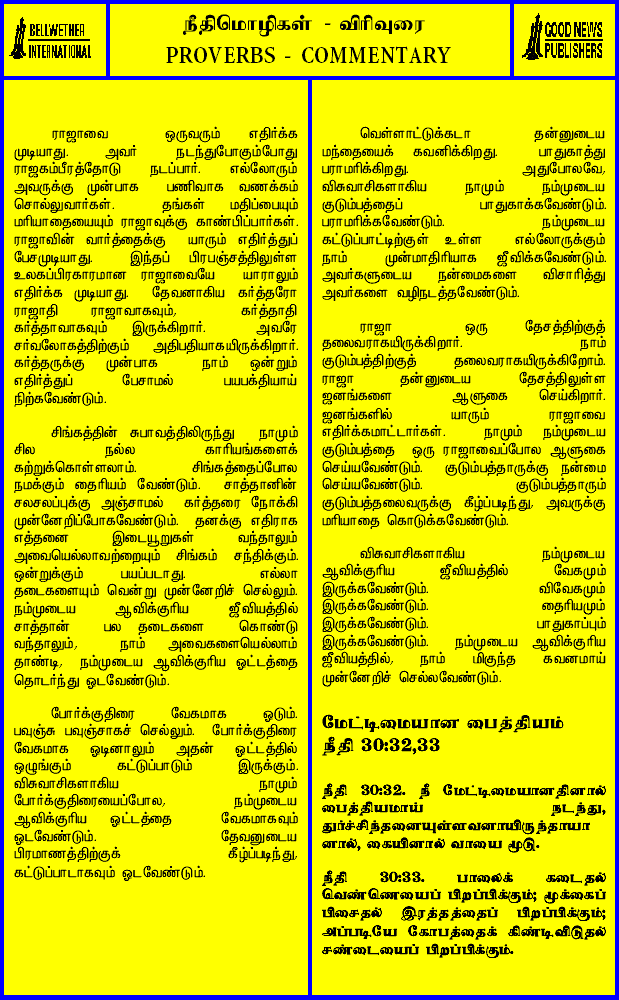 BELLWETHER
INTERNATIONAL
நீதிமொழிகள் - விரிவுரை
PROVERBS - COMMENTARY
GOOD NEWS
PUBLISHERS
ராஜாவை ஒருவரும் எதிர்க்க
முடியாது. அவர் நடந்துபோகும்போது
ராஜகம்பீரத்தோடு நடப்பார். எல்லோரும்
அவருக்கு முன்பாக பணிவாக வணக்கம்
சொல்லுவார்கள். தங்கள் மதிப்பையும்
மரியாதையையும் ராஜாவுக்கு காண்பிப்பார்கள்.
ராஜாவின் வார்த்தைக்கு யாரும் எதிர்த்துப்
பேசமுடியாது. இந்தப் பிரபஞ்சத்திலுள்ள
உலகப்பிரகாரமான ராஜாவையே யாராலும்
எதிர்க்க முடியாது. தேவனாகிய கர்த்தரோ
ராஜாதி ராஜாவாகவும், கர்த்தாதி
கர்த்தாவாகவும் இருக்கிறார். அவரே
சர்வலோகத்திற்கும் அதிபதியாகயிருக்கிறார்.
கர்த்தருக்கு முன்பாக நாம் ஒன்றும்
எதிர்த்துப் பேசாமல் பயபக்தியாய்
நிற்கவேண்டும்.
சிங்கத்தின் சுபாவத்திலிருந்து நாமும்
சில நல்ல காரியங்களைக்
கற்றுக்கொள்ளலாம். சிங்கத்தைப்போல
நமக்கும் தைரியம் வேண்டும். சாத்தானின்
சலசலப்புக்கு அஞ்சாமல் கர்த்தரை நோக்கி
முன்னேறிப்போகவேண்டும். தனக்கு எதிராக
எத்தனை இடையூறுகள் வந்தாலும்
அவையெல்லாவற்றையும் சிங்கம் சந்திக்கும்.
ஒன்றுக்கும் பயப்படாது. எல்லா
தடைகளையும் வென்று முன்னேறிச் செல்லும்.
நம்முடைய ஆவிக்குரிய ஜீவியத்தில்
சாத்தான் பல தடைகளை கொண்டு
வந்தாலும், நாம் அவைகளையெல்லாம்
தாண்டி, நம்முடைய ஆவிக்குரிய ஓட்டத்தை
தொடர்ந்து ஓடவேண்டும்.
போர்க்குதிரை வேகமாக ஓடும்.
பவுஞ்சு பவுஞ்சாகச் செல்லும். போர்க்குதிரை
வேகமாக ஓடினாலும் அதன் ஓட்டத்தில்
ஒழுங்கும் கட்டுப்பாடும் இருக்கும்.
விசுவாசிகளாகிய நாமும்
போர்க்குதிரையைப்போல, நம்முடைய
ஆவிக்குரிய ஓட்டத்தை வேகமாகவும்
ஓடவேண்டும். தேவனுடைய
பிரமாணத்திற்குக் கீழ்ப்படிந்து,
கட்டுப்பாடாகவும் ஓடவேண்டும்.
வெள்ளாட்டுக்கடா தன்னுடைய
மந்தையைக் கவனிக்கிறது. பாதுகாத்து
பராமரிக்கிறது. அதுபோலவே,
விசுவாசிகளாகிய நாமும் நம்முடைய
குடும்பத்தைப் பாதுகாக்கவேண்டும்.
பராமரிக்கவேண்டும். நம்முடைய
கட்டுப்பாட்டிற்குள் உள்ள எல்லோருக்கும்
நாம் முன்மாதிரியாக ஜீவிக்கவேண்டும்.
அவர்களுடைய நன்மைகளை விசாரித்து
அவர்களை வழிநடத்தவேண்டும்.
ராஜா ஒரு தேசத்திற்குத்
தலைவராகயிருக்கிறார். நாம்
குடும்பத்திற்குத் தலைவராகயிருக்கிறோம்.
ராஜா தன்னுடைய தேசத்திலுள்ள
ஜனங்களை ஆளுகை செய்கிறார்.
ஜனங்களில் யாரும் ராஜாவை
எதிர்க்கமாட்டார்கள். நாமும் நம்முடைய
குடும்பத்தை ஒரு ராஜாவைப்போல ஆளுகை
செய்யவேண்டும். குடும்பத்தாருக்கு நன்மை
செய்யவேண்டும். குடும்பத்தாரும்
குடும்பத்தலைவருக்கு கீழ்ப்படிந்து, அவருக்கு
மரியாதை கொடுக்கவேண்டும்.
விசுவாசிகளாகிய நம்முடைய
ஆவிக்குரிய ஜீவியத்தில் வேகமும்
இருக்கவேண்டும். விவேகமும்
இருக்கவேண்டும். தைரியமும்
இருக்கவேண்டும். பாதுகாப்பும்
இருக்கவேண்டும். நம்முடைய ஆவிக்குரிய
ஜீவியத்தில், நாம் மிகுந்த கவனமாய்
முன்னேறிச் செல்லவேண்டும்.
மேட்டிமையான பைத்தியம்
நீதி 30:32,33
நீதி 30:32. நீ மேட்டிமையானதினால்
பைத்தியமாய் நடந்து,
துர்ச்சிந்தனையுள்ளவனாயிருந்தாயா
னால், கையினால் வாயை மூடு.
நீதி 30:33. பாலைக் கடைதல்
வெண்ணெயைப் பிறப்பிக்கும்; மூக்கைப்
பிசைதல் இரத்தத்தைப் பிறப்பிக்கும்;
அப்படியே கோபத்தைக் கிண்டிவிடுதல்
சண்டையைப் பிறப்பிக்கும்.